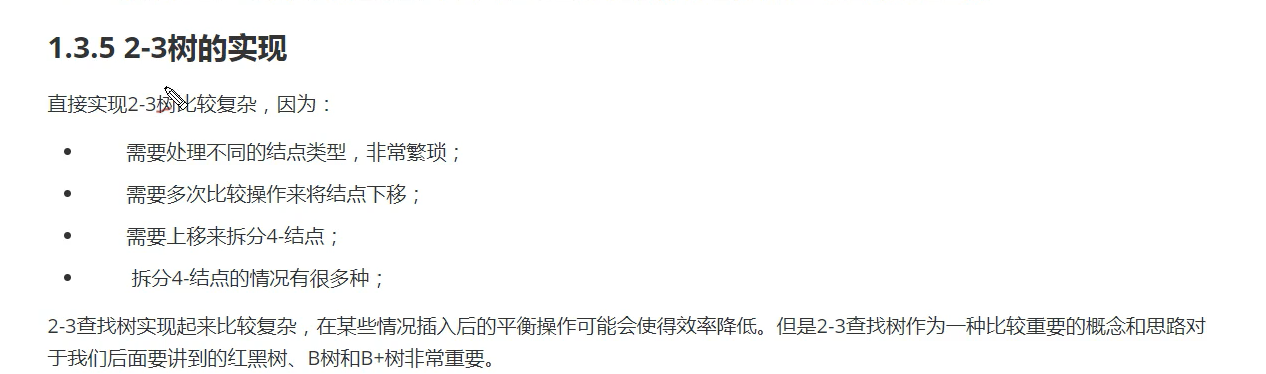 1.3.5 2-3树的实现
直接实现2-3树比较复杂，因为：
• 需要处理不同的结点类型，非常繁琐；
• 需要多次比较操作来将结点下移；
• 需要上移来拆分4-结点；
• 拆分4-结点的情况有很多种；
2-3查找树实现起来比较复杂，在某些情况插入后的平衡操作可能会使得效率降低。但是2-3查找树作为一种比较重要的概念和思路对
于我们后面要讲到的红黑树、B树和B+树非常重要。